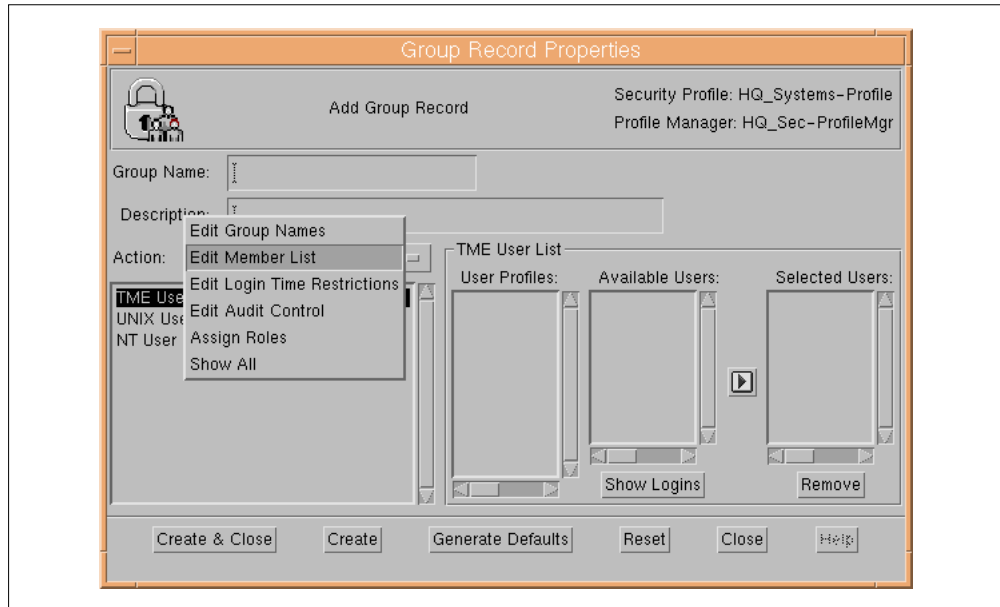 Group Record Properties
Add Group Record
Security Profile: HQ_Systems-Profile
Profile Manager: HQ_Sec-ProfileMgr
Group Name:
Description:
Action:
Edit Group Names
Edit Member List
Edit Login Time Restrictions
Edit Audit Control
Assign Roles
Show All
TME Use
UNIX Use
NT User
TME User List
User Profiles:
Available Users:
Selected Users:
Show Logins
Remove
Create & Close
Create
Generate Defaults
Reset
Close
Help